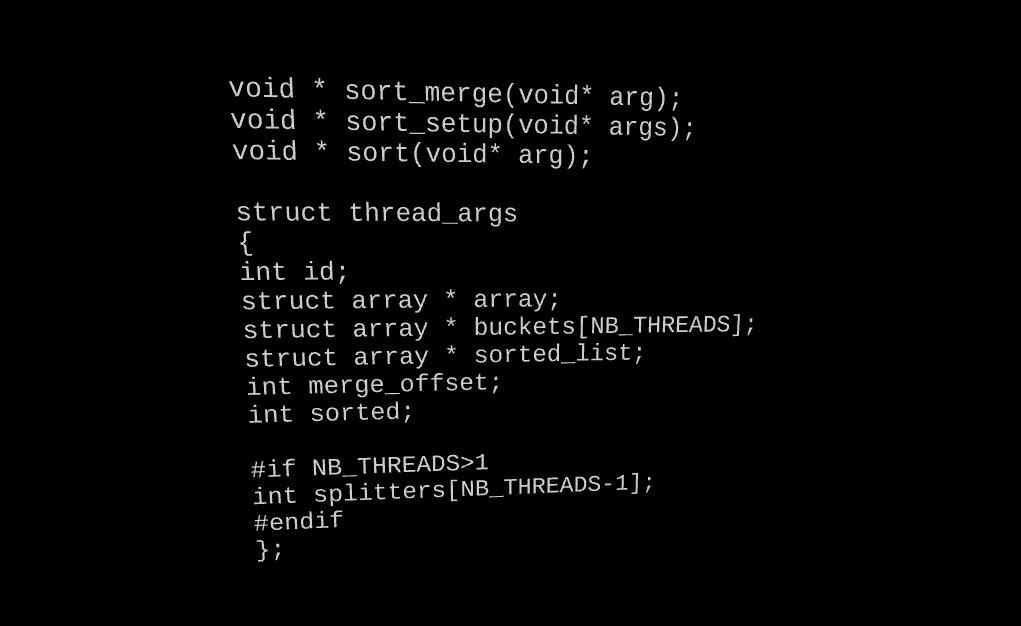 void * sort_merge(void* arg);
void * sort_setup(void* args);
void * sort(void* arg);
struct thread_args
{
int id;
struct array * array;
struct array * buckets[NB_THREADS];
struct array * sorted_list;
int merge_offset;
int sorted;
#if NB_THREADS>1
int splitters[NB_THREADS-1];
#endif
};